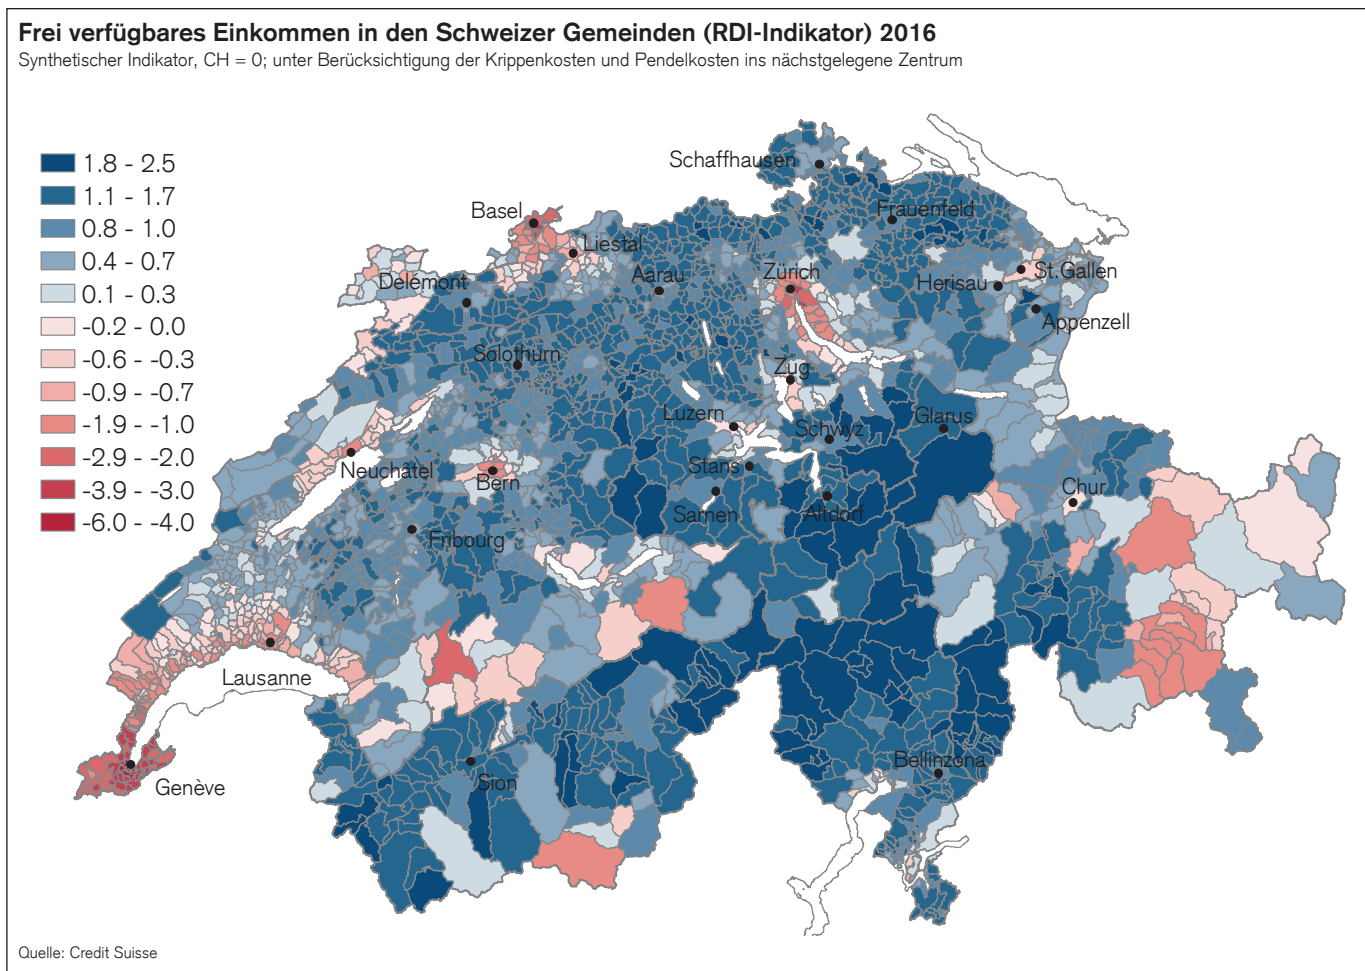 Frei verfügbares Einkommen in den Schweizer Gemeinden (RDI-Indikator) 2016
Synthetischer Indikator, CH = 0; unter Berücksichtigung der Krippenkosten und Pendelkosten ins nächstgelegene Zentrum
1.8 - 2.5
1.1 - 1.7
0.8 - 1.0
0.4 - 0.7
0.1 - 0.3
-0.2 - 0.0
-0.6 - -0.3
-0.9 - -0.7
-1.9 - -1.0
-2.9 - -2.0
-3.9 - -3.0
-6.0 - -4.0
Schaffhausen
Basel
Frauenfeld
Liestal
Delémont
Aarau
Zürich
Herisau
St.Gallen
Appenzell
Solothurn
Zug
Luzern
Schwyz
Glarus
Neuchâtel
Bern
Stans
Sarnen
Altdorf
Chur
Fribourg
Lausanne
Genève
Sion
Bellinzona
Quelle: Credit Suisse